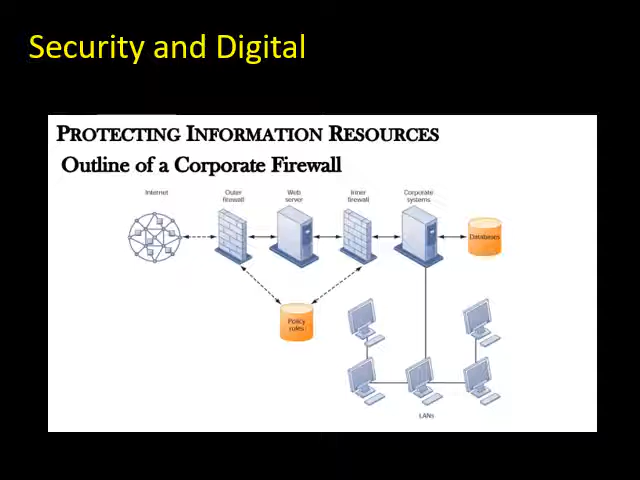 Security and Digital
PROTECTING INFORMATION RESOURCES
Outline of a Corporate Firewall
Internet
Outer firewall
Web server
Inner firewall
Corporate systems
Databases
Policy rules
LANs